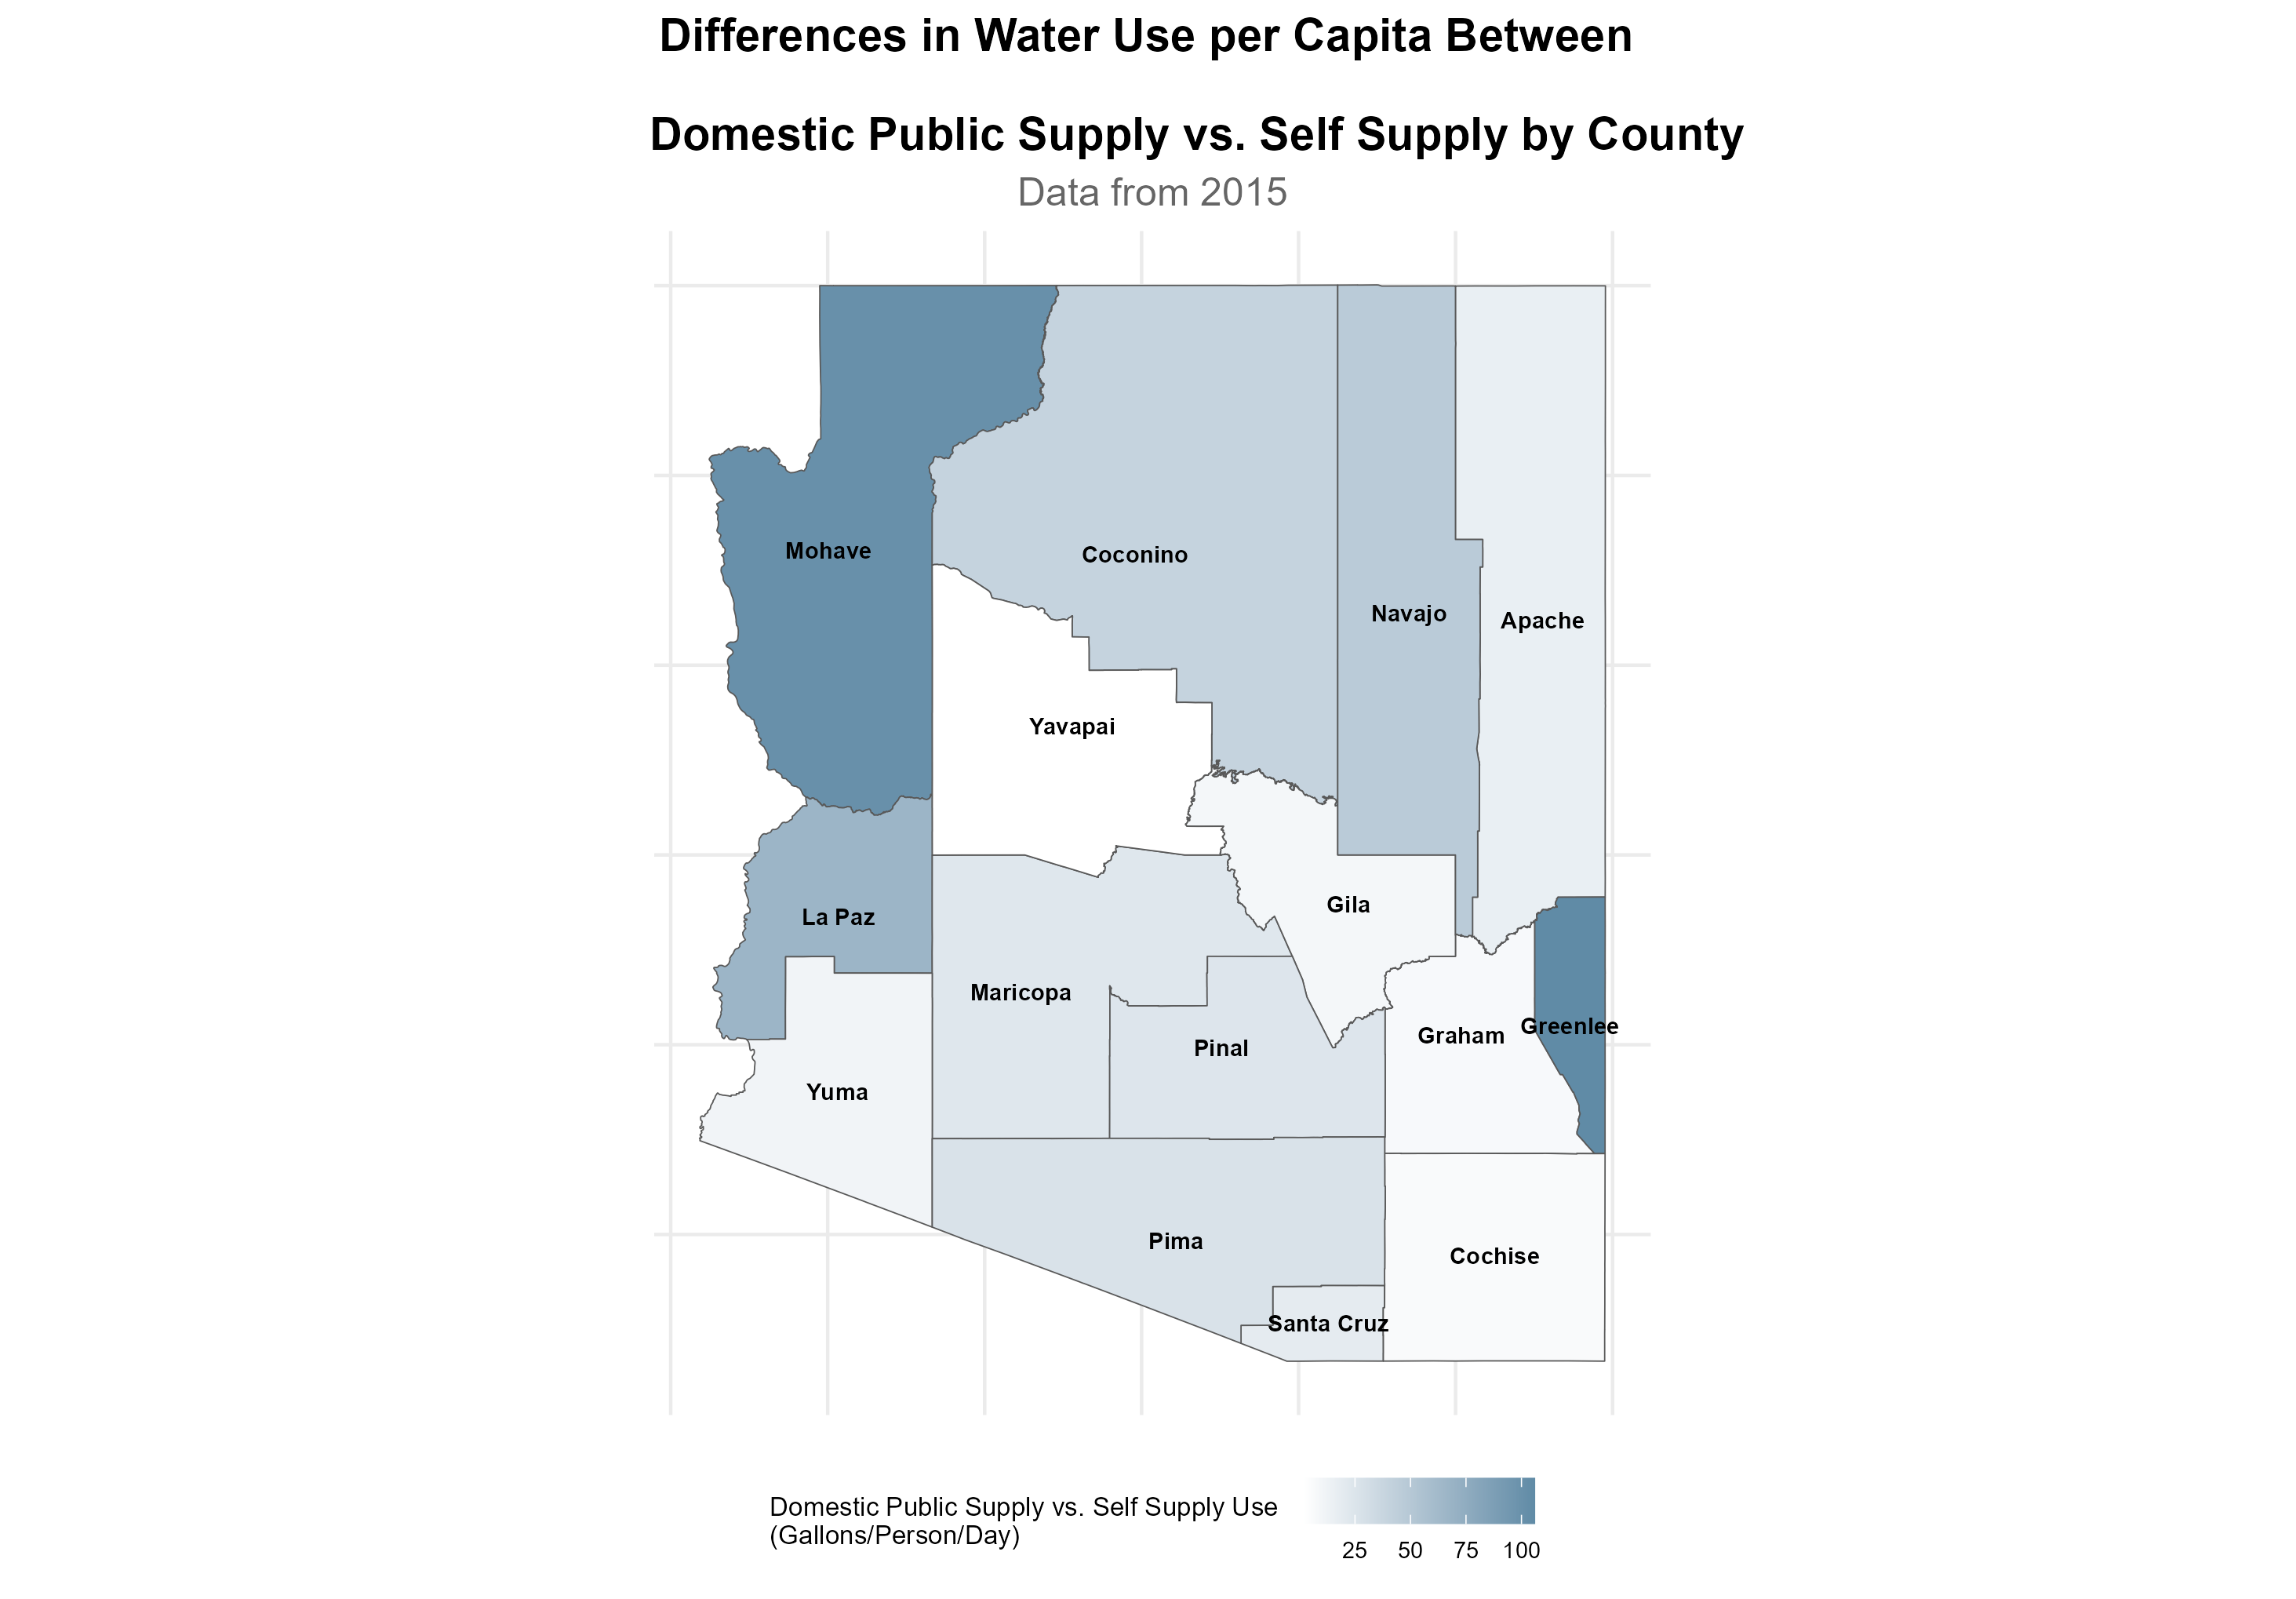 Differences in Water Use per Capita Between
Domestic Public Supply vs. Self Supply by County
Data from 2015
Mohave
Coconino
Navajo
Apache
Yavapai
La Paz
Gila
Maricopa
Greenlee
Graham
Pinal
Yuma
Pima
Cochise
Santa Cruz
Domestic Public Supply vs. Self Supply Use
(Gallons/Person/Day)
25 50 75 100